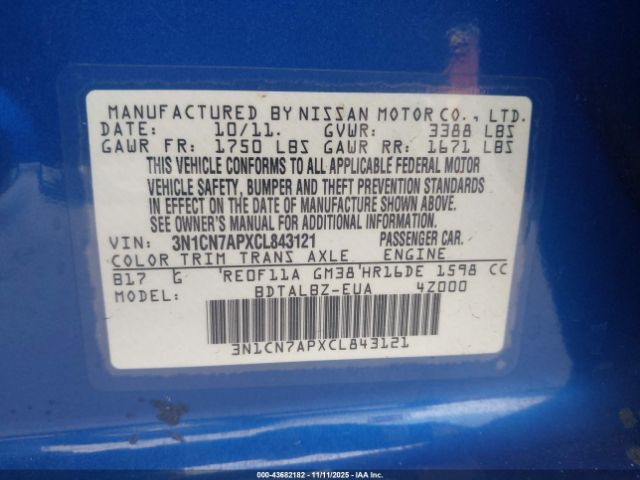 MANUFACTURED BY NISSAN MOTOR CO., LTD.
DATE: 10/11. GVWR: 3388 LBS
GAWR FR: 1750 LBS GAWR RR: 1671 LBS
THIS VEHICLE CONFORMS TO ALL APPLICABLE FEDERAL MOTOR
VEHICLE SAFETY, BUMPER AND THEFT PREVENTION STANDARDS
IN EFFECT ON THE DATE OF MANUFACTURE SHOWN ABOVE.
SEE OWNER'S MANUAL FOR ADDITIONAL INFORMATION.
VIN: 3N1CN7APXCL843121 PASSENGER CAR.
COLOR TRIM TRANS AXLE ENGINE
B17 G 'RE0F11A GM38'HR16DE 1598 CC
MODEL: BDTALBZ-EUA 4Z000
3N1CN7APXCL843121
000-43682182 - 11/11/2025 - IAAI.COM